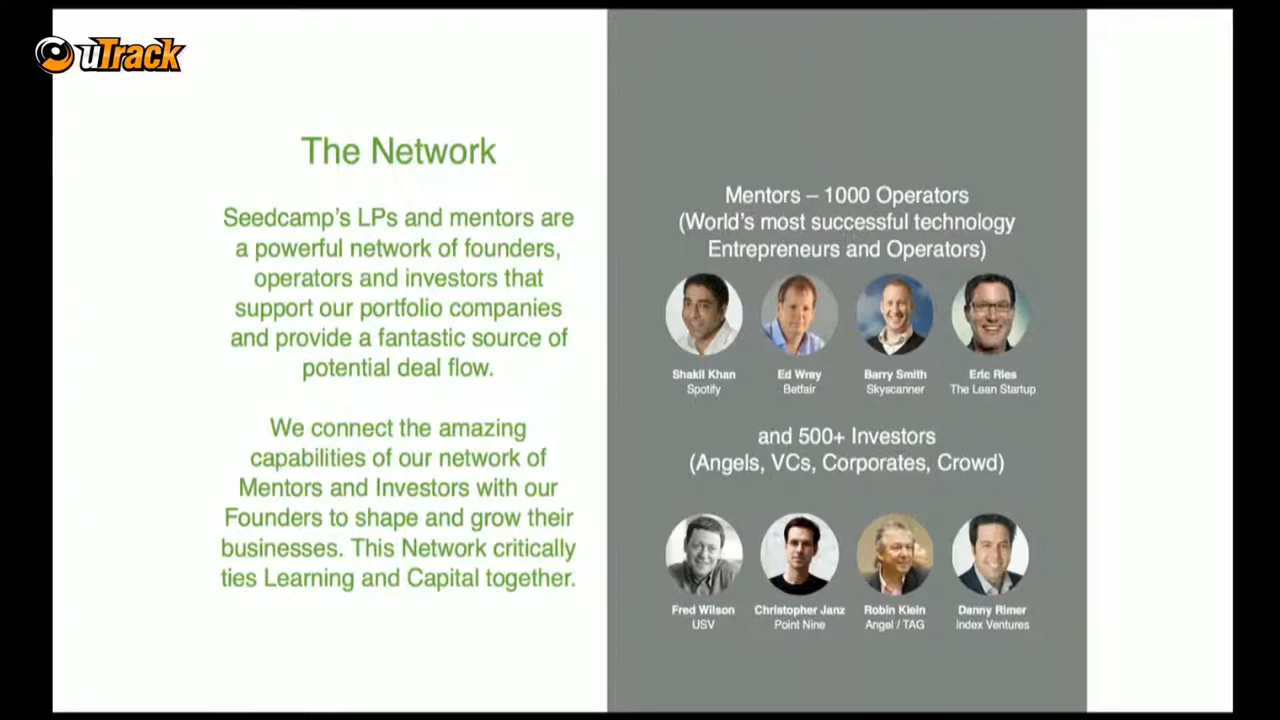 uTrack
The Network
Seedcamp's LPs and mentors are
a powerful network of founders,
operators and investors that
support our portfolio companies
and provide a fantastic source of
potential deal flow.
We connect the amazing
capabilities of our network of
Mentors and Investors with our
Founders to shape and grow their
businesses. This Network critically
ties Learning and Capital together.
Mentors – 1000 Operators
(World's most successful technology
Entrepreneurs and Operators)
Shakil Khan
Spotify
Ed Wray
Betfair
Barry Smith
Skyscanner
Eric Ries
The Lean Startup
and 500+ Investors
(Angels, VCs, Corporates, Crowd)
Fred Wilson
USV
Christopher Janz
Point Nine
Robin Klein
Angel / TAG
Danny Rimer
Index Ventures